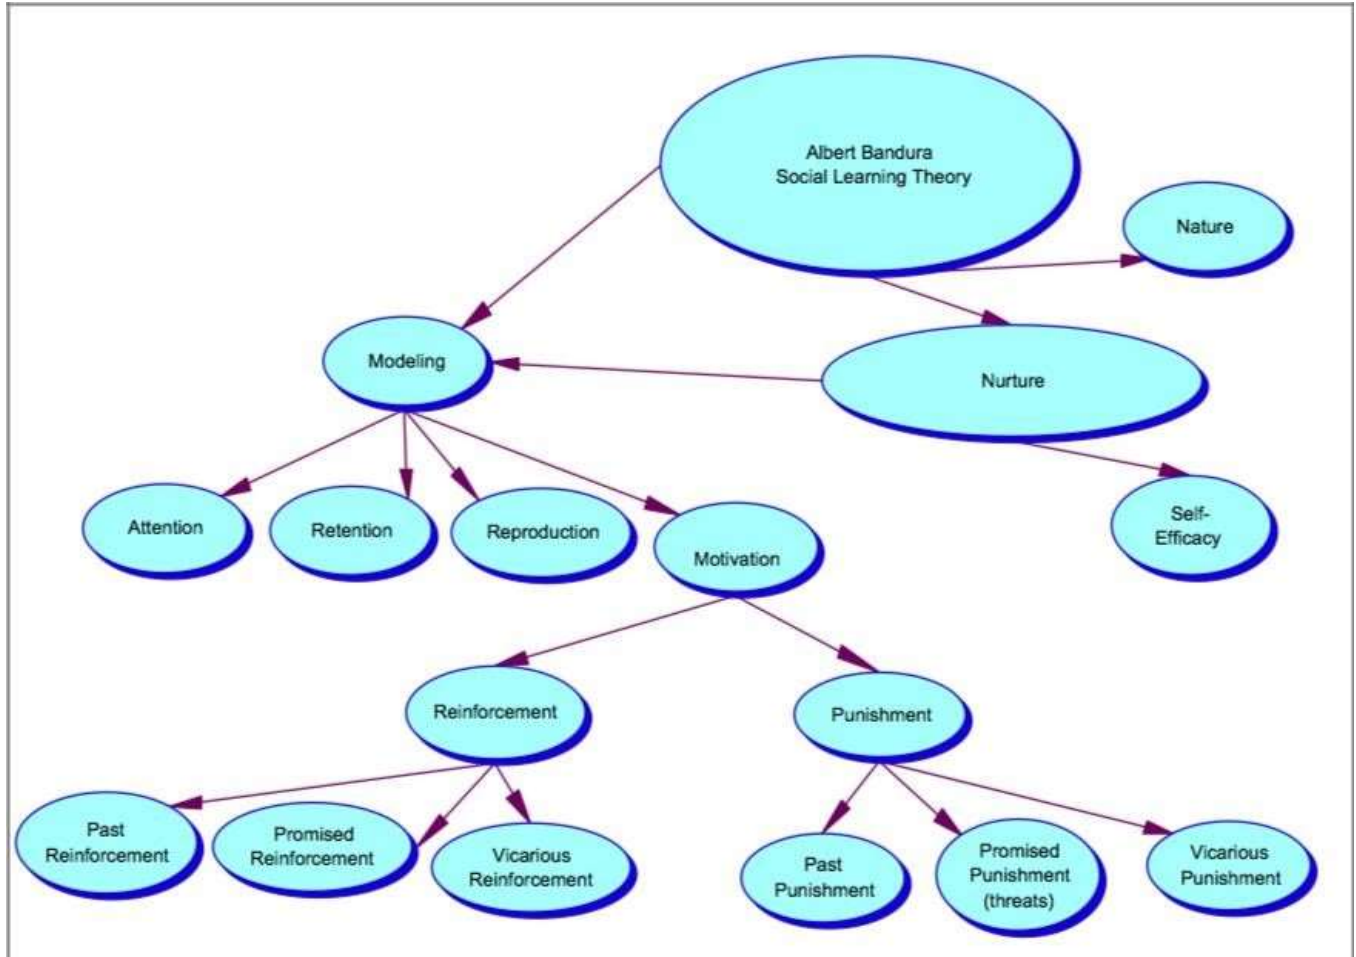 Albert Bandura
Social Learning Theory
Nature
Modeling
Nurture
Attention
Retention
Reproduction
Motivation
Self-
Efficacy
Reinforcement
Punishment
Past
Reinforcement
Promised
Reinforcement
Vicarious
Reinforcement
Past
Punishment
Promised
Punishment
(threats)
Vicarious
Punishment